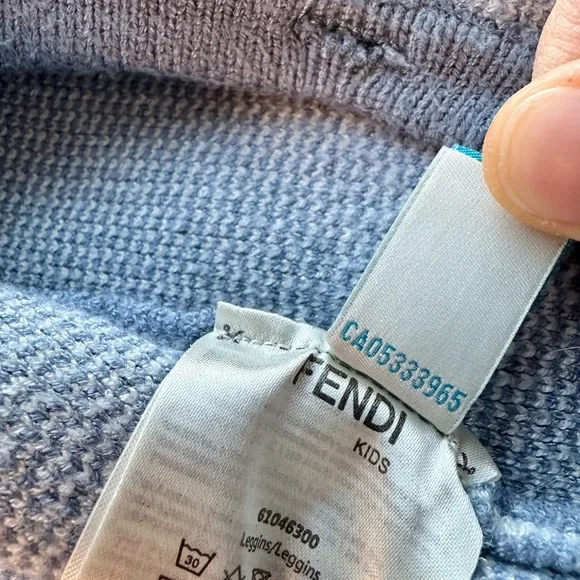 CA05333965
FENDI
KIDS
61046300
Leggins/Leggins
30